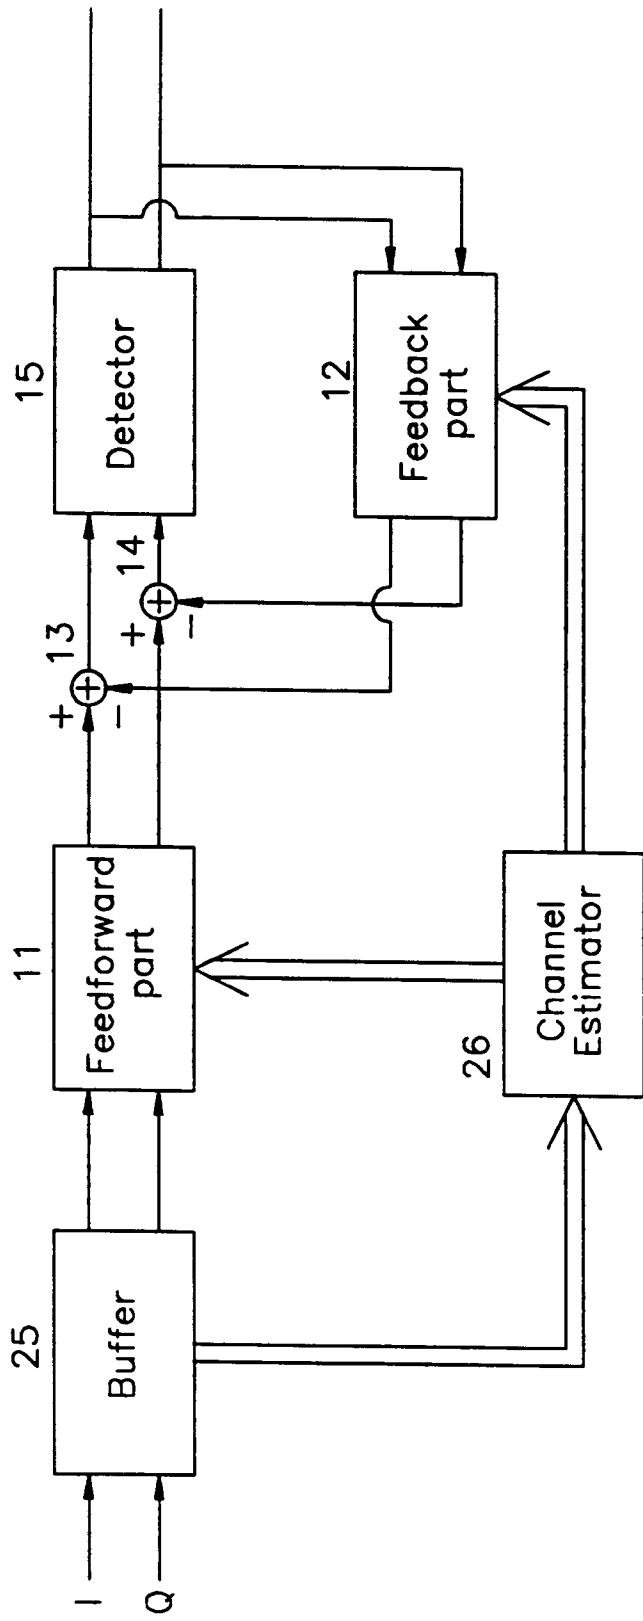 I
Q
25
Buffer
11
Feedforward
part
+
13
−
+
14
−
15
Detector
12
Feedback
part
26
Channel
Estimator